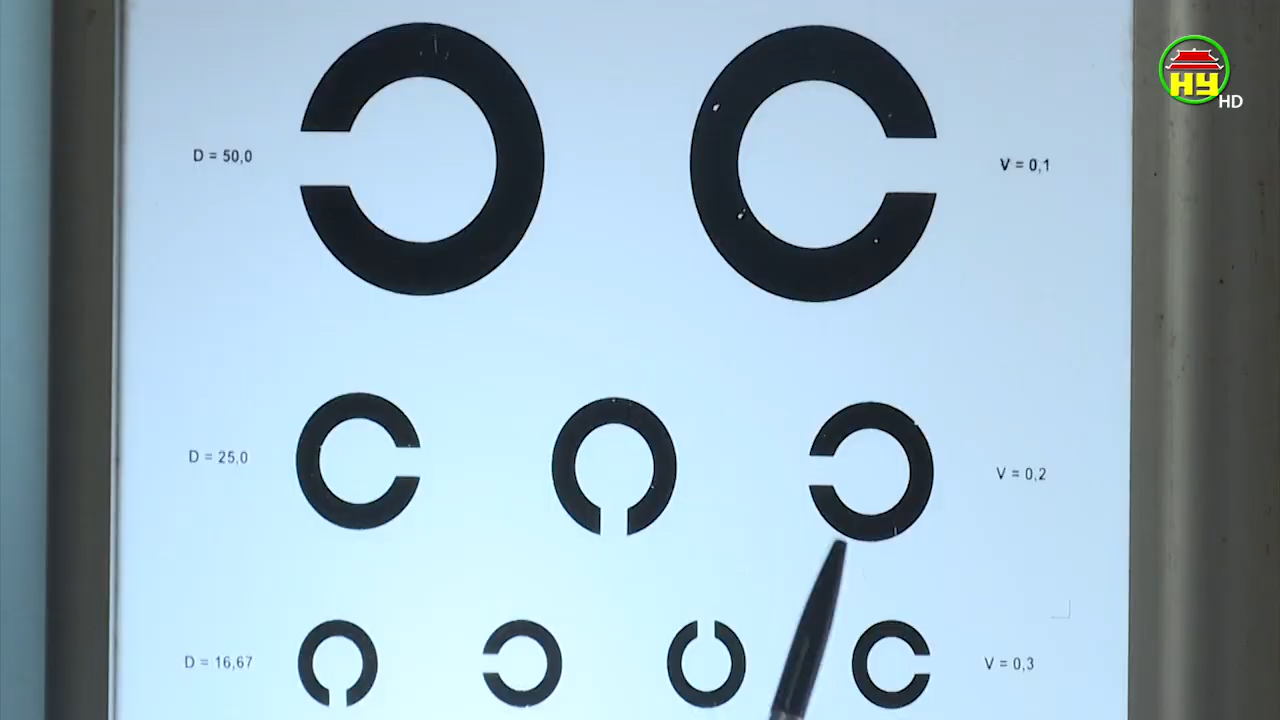 D = 50,0
V = 0,1
D = 25,0
V = 0,2
D = 16,67
V = 0,3
HY
HD